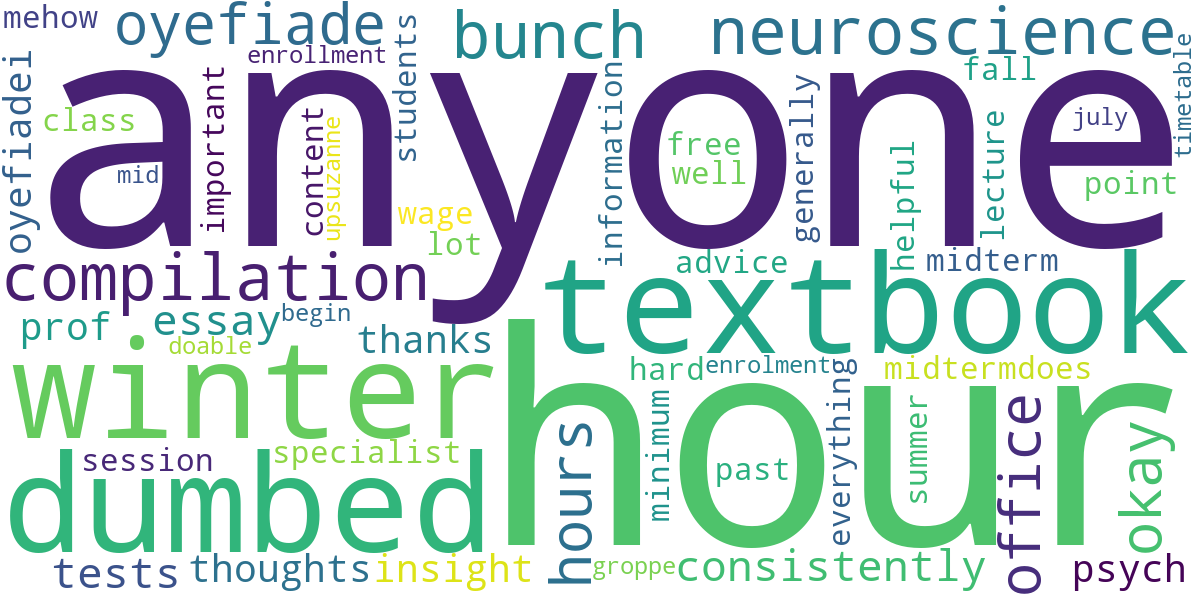 mehow
oyefiade
bunch
neuroscience
enrollment
students
oyefiadei
anyone
fall
timetable
class
important
content
upsuzanne
information
free
generally
july
mid
well
helpful
lecture
point
wage
lot
compilation
advice
midterm
textbook
prof
essay
begin
thanks
doable
winter
hour
hard
enrolment
midtermdoes
everything
minimum
summer
office
okay
hours
dumbed
session
specialist
past
tests
thoughts
insight
groppe
consistently
psych